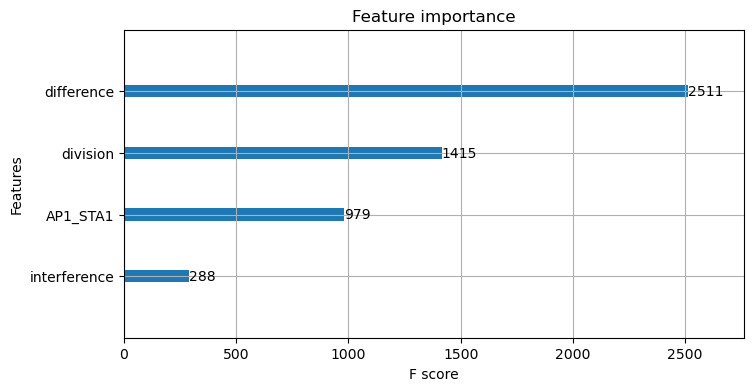 Feature importance
Features
difference
2511
division
1415
AP1_STA1
979
interference
288
0 500 1000 1500 2000 2500
F score